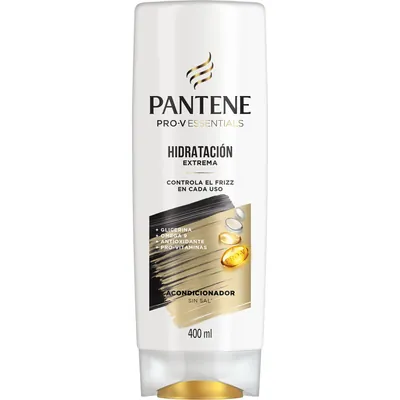 PANTENE
PRO-V ESSENTIALS
HIDRATACIÓN
EXTREMA
CONTROLA EL FRIZZ
EN CADA USO
+ GLICERINA
+ OMEGA 9
+ ANTIOXIDANTE
+ PRO-VITAMINAS
ACONDICIONADOR
SIN SAL*
400 ml